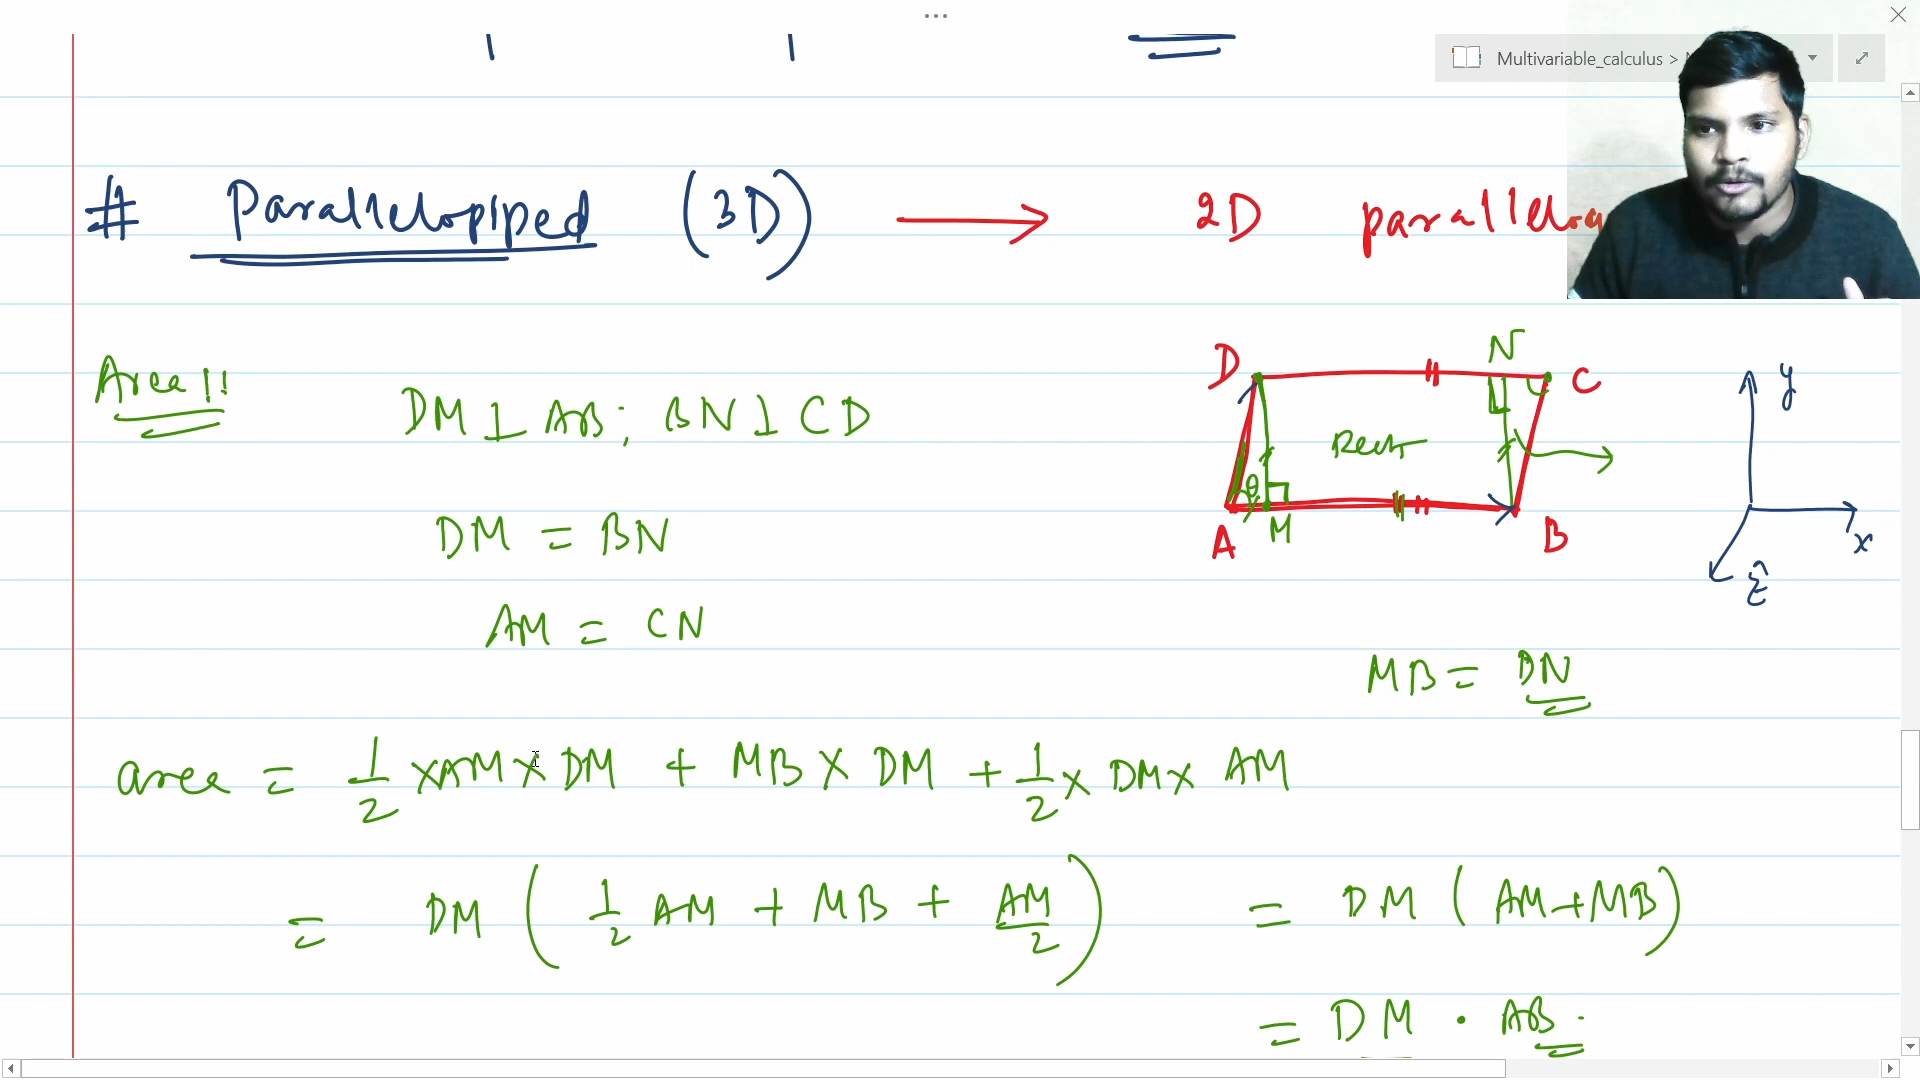 Multivariable_calculus >
# Parallelopiped (3D) → 2D
Area !!
DM ⊥ AB ; BN ⊥ CD
DM = BN
AM = CN
D N C
Rect
θ
A M B
y
x
ẑ
MB = DN
area = 1/2 × AM × DM + MB × DM + 1/2 × DM × AM
= DM ( 1/2 AM + MB + AM/2 ) = DM ( AM + MB )
= DM · AB .